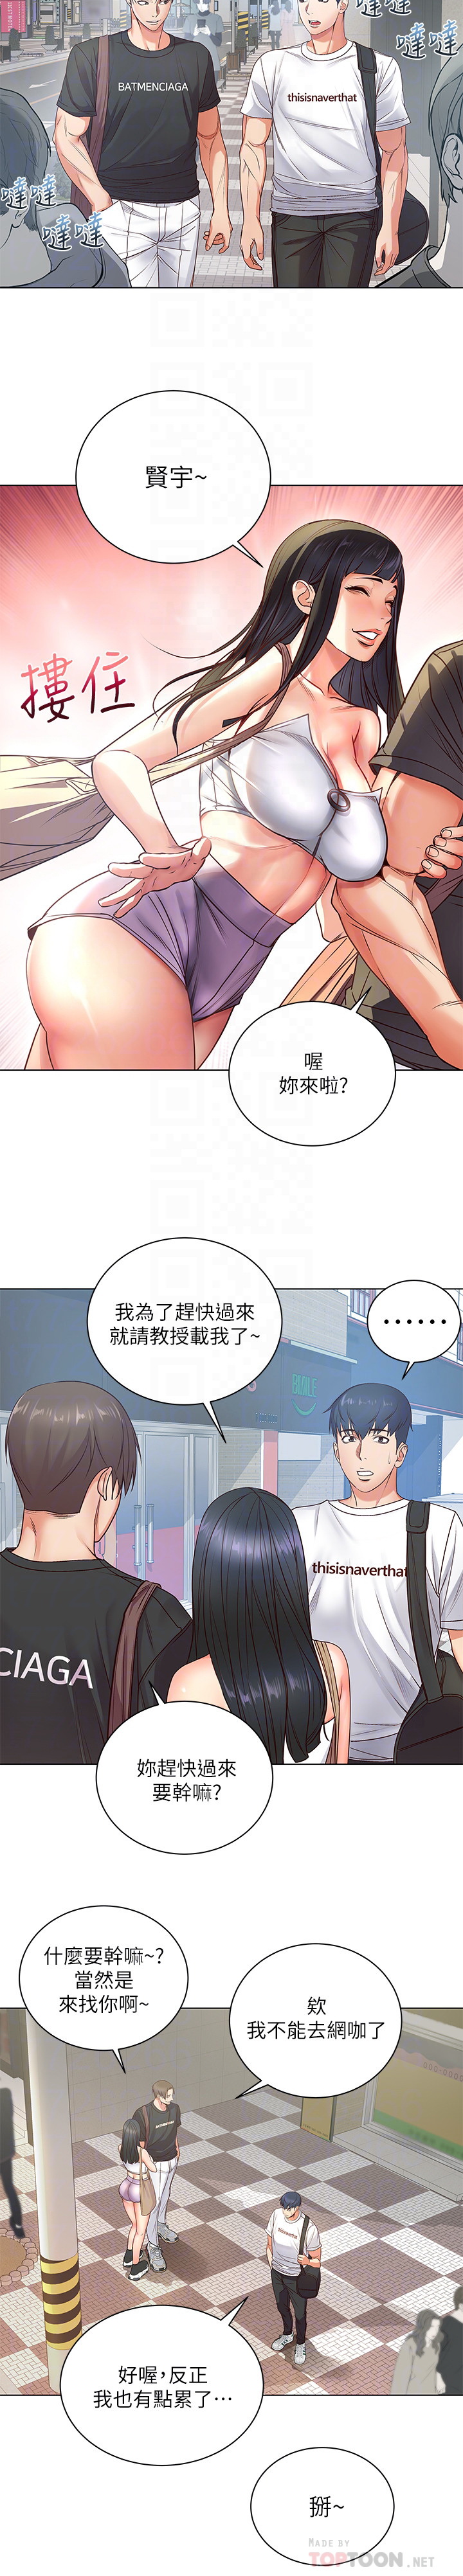 噠噠
噠噠
BATMENCIAGA
thisisnaverthat
噠噠
噠噠
賢宇~
摟住
喔
妳來啦?
我為了趕快過來
就請教授載我了~
......
thisisnaverthat
CIAGA
妳趕快過來
要幹嘛?
什麼要幹嘛~?
當然是
來找你啊~
欸
我不能去網咖了
好喔,反正
我也有點累了…
掰~
MADE BY
TOPTOON.NET